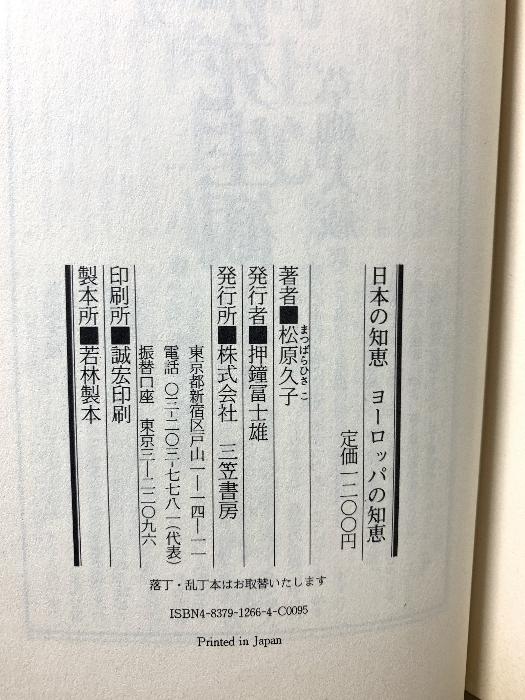 日本の知恵　ヨーロッパの知恵
定価一二〇〇円
著者■松原久子
まつばらひさこ
発行者■押鐘冨士雄
発行所■株式会社　三笠書房
東京都新宿区戸山一—一四—一一
電話　〇三-二〇三-七七八一(代表)
振替口座　東京三—二二〇九六
印刷所■誠宏印刷
製本所■若林製本
落丁・乱丁本はお取替いたします
ISBN4-8379-1266-4-C0095
Printed in Japan